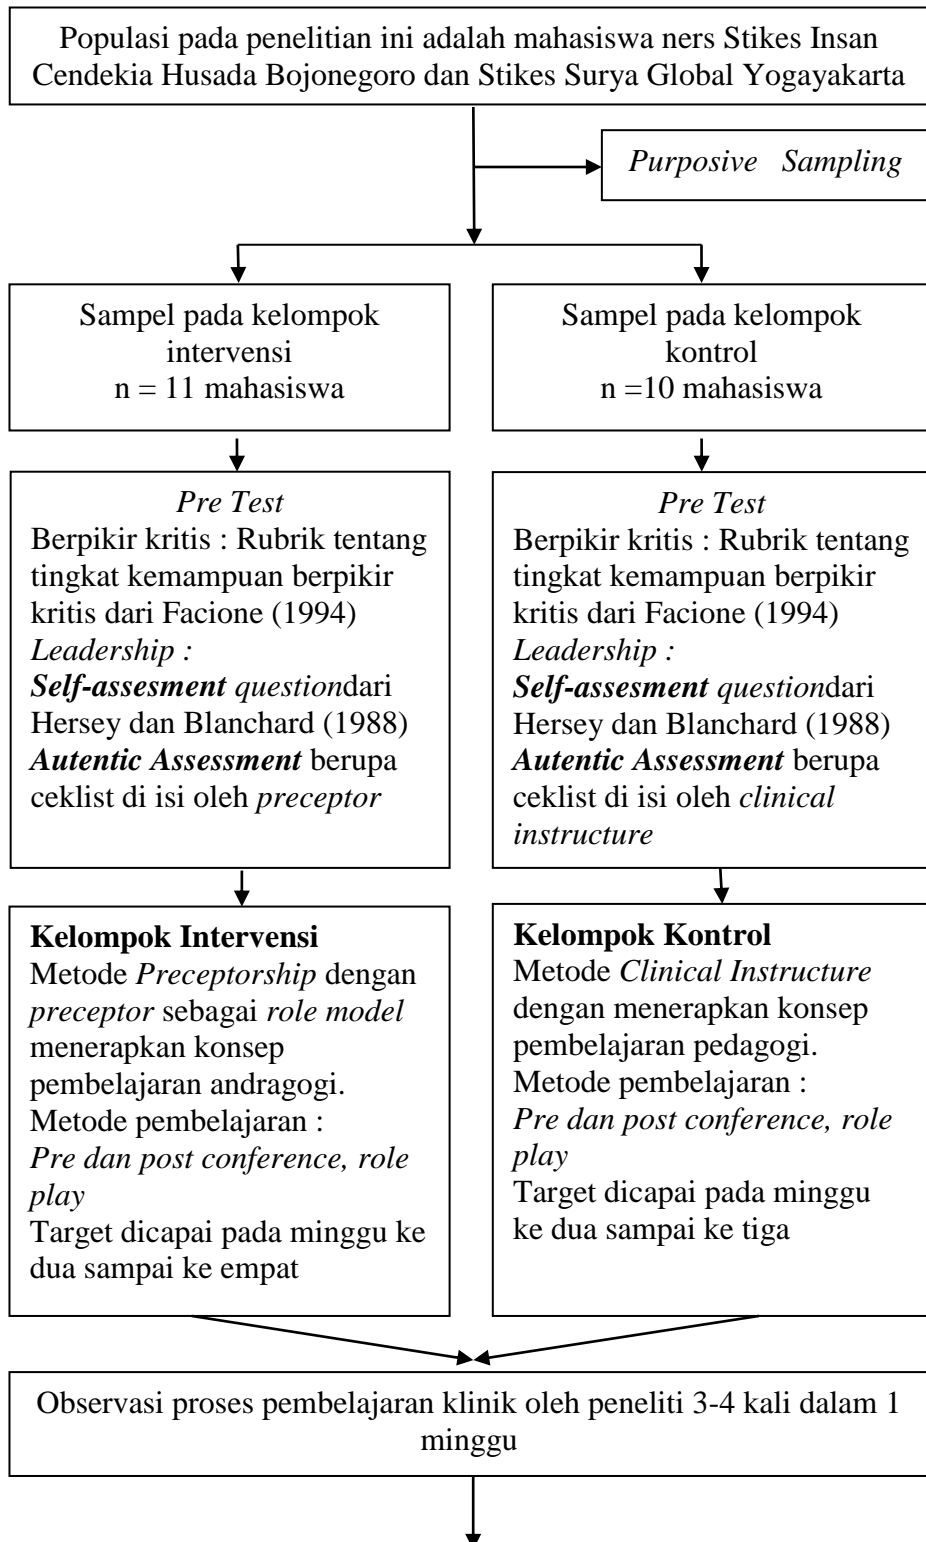 Populasi pada penelitian ini adalah mahasiswa ners Stikes Insan
Cendekia Husada Bojonegoro dan Stikes Surya Global Yogayakarta
Purposive Sampling
Sampel pada kelompok
intervensi
n = 11 mahasiswa
Sampel pada kelompok
kontrol
n =10 mahasiswa
Pre Test
Berpikir kritis : Rubrik tentang
tingkat kemampuan berpikir
kritis dari Facione (1994)
Leadership :
Self-assesment questiondari
Hersey dan Blanchard (1988)
Autentic Assessment berupa
ceklist di isi oleh preceptor
Pre Test
Berpikir kritis : Rubrik tentang
tingkat kemampuan berpikir
kritis dari Facione (1994)
Leadership :
Self-assesment questiondari
Hersey dan Blanchard (1988)
Autentic Assessment berupa
ceklist di isi oleh clinical
instructure
Kelompok Intervensi
Metode Preceptorship dengan
preceptor sebagai role model
menerapkan konsep
pembelajaran andragogi.
Metode pembelajaran :
Pre dan post conference, role
play
Target dicapai pada minggu ke
dua sampai ke empat
Kelompok Kontrol
Metode Clinical Instructure
dengan menerapkan konsep
pembelajaran pedagogi.
Metode pembelajaran :
Pre dan post conference, role
play
Target dicapai pada minggu
ke dua sampai ke tiga
Observasi proses pembelajaran klinik oleh peneliti 3-4 kali dalam 1
minggu